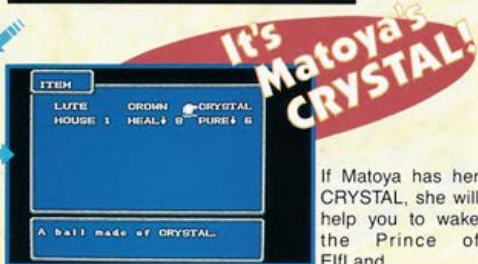 It's
Matoya's
CRYSTAL!
ITEM
LUTE CROWN CRYSTAL
HOUSE 1 HEAL 8 PURE 6
A ball made of CRYSTAL.
If Matoya has her
CRYSTAL, she will
help you to wake
the Prince of
ElfLand.